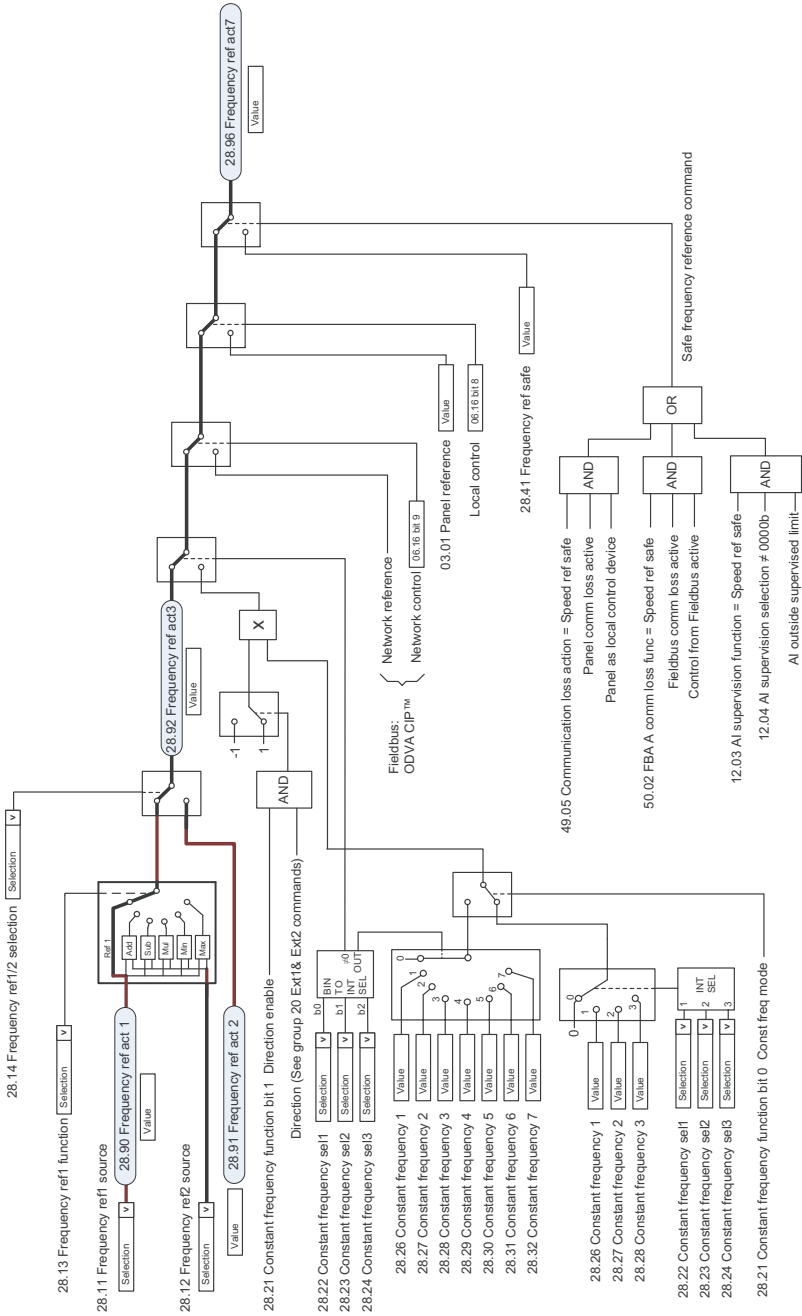 28.14 Frequency ref1/2 selection
Selection
v
28.13 Frequency ref1 function
Selection
v
28.11 Frequency ref1 source
Selection
v
28.90 Frequency ref act 1
Value
Ref 1
Add
Sub
Mul
Min
Max
28.12 Frequency ref2 source
Selection
v
Value
28.91 Frequency ref act 2
28.92 Frequency ref act3
Value
28.96 Frequency ref act7
Value
28.21 Constant frequency function bit 1 Direction enable
Direction (See group 20 Ext1& Ext2 commands)
AND
-1
1
X
28.22 Constant frequency sel1
Selection
v
b0
28.23 Constant frequency sel2
Selection
v
b1
28.24 Constant frequency sel3
Selection
v
b2
BIN
TO
INT
SEL
≠0
OUT
28.26 Constant frequency 1
Value
28.27 Constant frequency 2
Value
28.28 Constant frequency 3
Value
28.29 Constant frequency 4
Value
28.30 Constant frequency 5
Value
28.31 Constant frequency 6
Value
28.32 Constant frequency 7
Value
0
1
2
3
4
5
6
7
28.26 Constant frequency 1
Value
28.27 Constant frequency 2
Value
28.28 Constant frequency 3
Value
0
0
1
2
3
28.22 Constant frequency sel1
Selection
v
1
28.23 Constant frequency sel2
Selection
v
2
28.24 Constant frequency sel3
Selection
v
3
INT
SEL
28.21 Constant frequency function bit 0 Const freq mode
Fieldbus:
ODVA CIP™
Network reference
Network control
06.16 bit 9
03.01 Panel reference
Value
Local control
06.16 bit 8
28.41 Frequency ref safe
Value
49.05 Communication loss action = Speed ref safe
Panel comm loss active
Panel as local control device
AND
50.02 FBA A comm loss func = Speed ref safe
Fieldbus comm loss active
Control from Fieldbus active
AND
12.03 AI supervision function = Speed ref safe
12.04 AI supervision selection ≠ 0000b
AI outside supervised limit
AND
OR
Safe frequency reference command